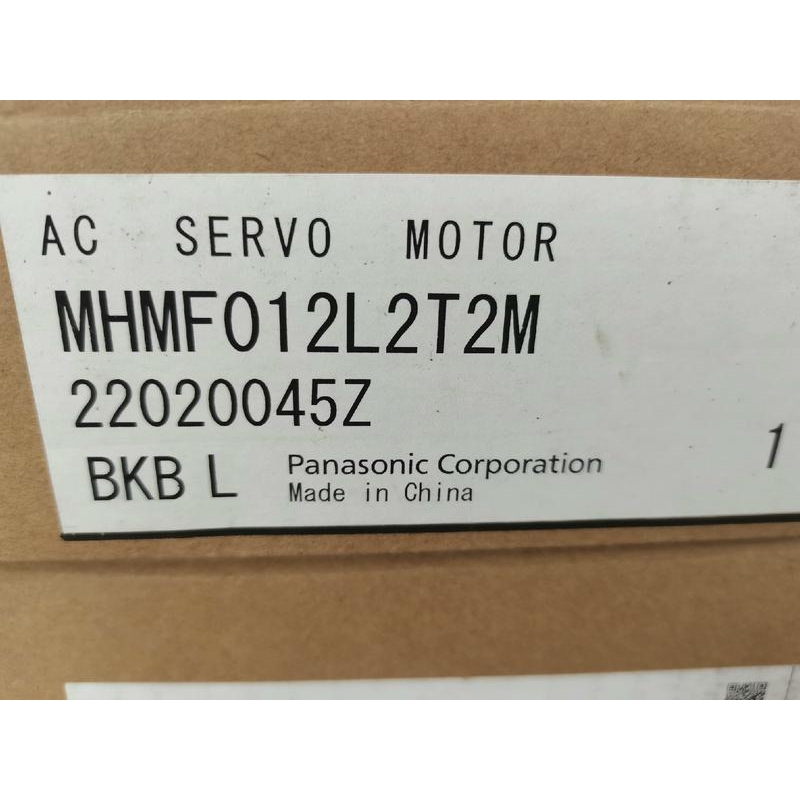 AC SERVO MOTOR
MHMF012L2T2M
22020045Z
BKB L Panasonic Corporation
Made in China
1